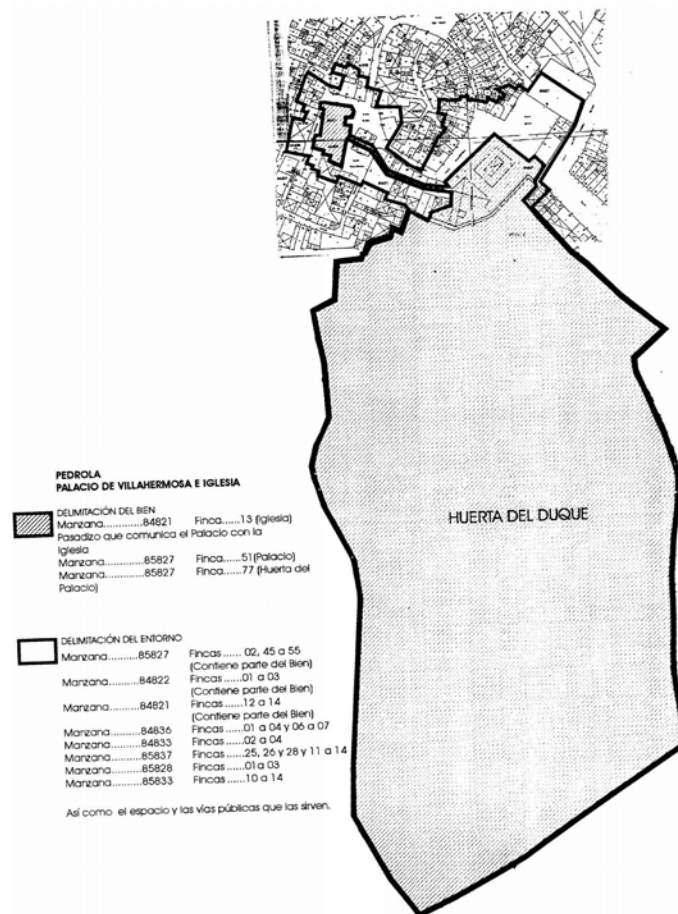 PEDROLA
PALACIO DE VILLAHERMOSA E IGLESIA
DELIMITACIÓN DEL BIEN
Manzana.............84821 Finca......13 (Iglesia)
Pasadizo que comunica el Palacio con la
Iglesia
Manzana.............85827 Finca......51(Palacio)
Manzana.............85827 Finca......77 (Huerta del
Palacio)
DELIMITACIÓN DEL ENTORNO
Manzana..........85827 Fincas ...... 02, 45 a 55
(Contiene parte del Bien)
Manzana..........84822 Fincas ......01 a 03
(Contiene parte del Bien)
Manzana..........84821 Fincas ......12 a 14
(Contiene parte del Bien)
Manzana..........84836 Fincas ......01 a 04 y 06 a 07
Manzana..........84833 Fincas ......02 a 04
Manzana..........85837 Fincas ......25, 26 y 28 y 11 a 14
Manzana..........85828 Fincas ......01a 03
Manzana..........85833 Fincas ......10 a 14
Así como el espacio y las vías públicas que las sirven.
HUERTA DEL DUQUE